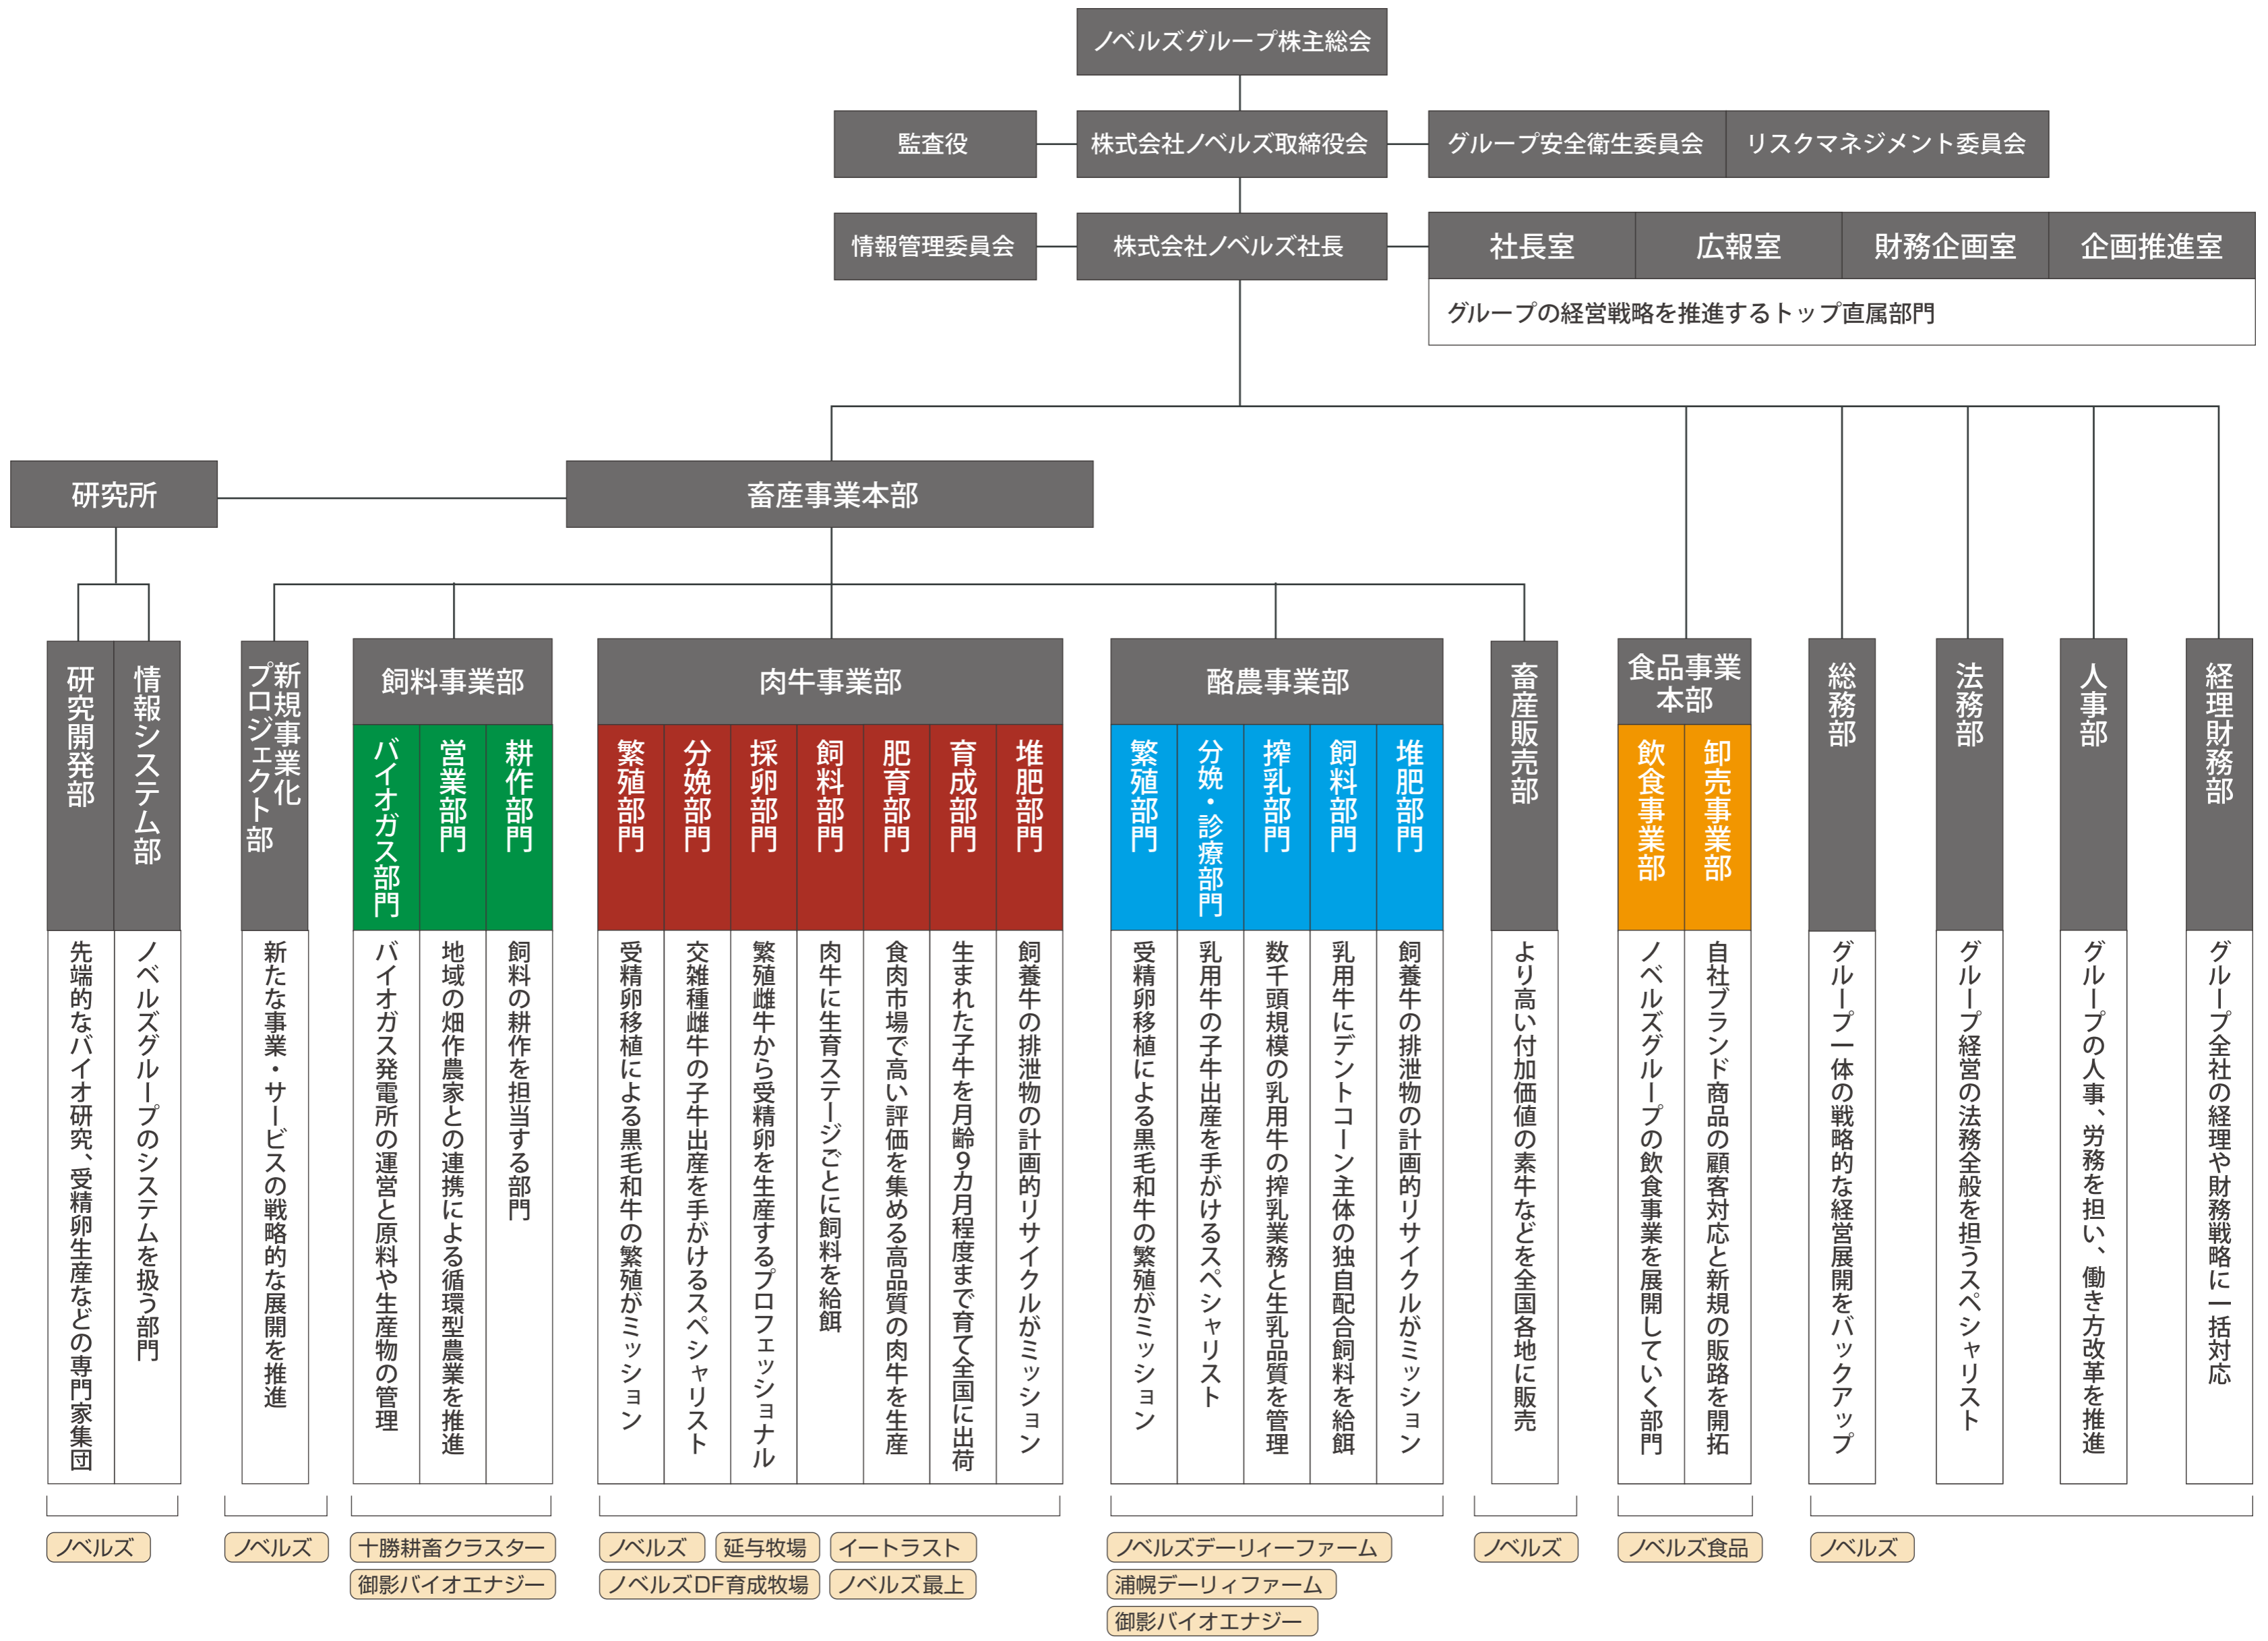 ノベルズグループ株主総会
監査役
株式会社ノベルズ取締役会
グループ安全衛生委員会
リスクマネジメント委員会
情報管理委員会
株式会社ノベルズ社長
社長室
広報室
財務企画室
企画推進室
グループの経営戦略を推進するトップ直属部門
研究所
畜産事業本部
研究開発部
先端的なバイオ研究、受精卵生産などの専門家集団
情報システム部
ノベルズグループのシステムを扱う部門
新規事業化
プロジェクト部
新たな事業・サービスの戦略的な展開を推進
飼料事業部
バイオガス部門
バイオガス発電所の運営と原料や生産物の管理
営業部門
地域の畑作農家との連携による循環型農業を推進
耕作部門
飼料の耕作を担当する部門
肉牛事業部
繁殖部門
受精卵移植による黒毛和牛の繁殖がミッション
分娩部門
交雑種雌牛の子牛出産を手がけるスペシャリスト
採卵部門
繁殖雌牛から受精卵を生産するプロフェッショナル
飼料部門
肉牛に生育ステージごとに飼料を給餌
肥育部門
食肉市場で高い評価を集める高品質の肉牛を生産
育成部門
生まれた子牛を月齢9カ月程度まで育て全国に出荷
堆肥部門
飼養牛の排泄物の計画的リサイクルがミッション
酪農事業部
繁殖部門
受精卵移植による黒毛和牛の繁殖がミッション
分娩・診療部門
乳用牛の子牛出産を手がけるスペシャリスト
搾乳部門
数千頭規模の乳用牛の搾乳業務と生乳品質を管理
飼料部門
乳用牛にデントコーン主体の独自配合飼料を給餌
堆肥部門
飼養牛の排泄物の計画的リサイクルがミッション
畜産販売部
より高い付加価値の素牛などを全国各地に販売
食品事業
本部
飲食事業部
ノベルズグループの飲食事業を展開していく部門
卸売事業部
自社ブランド商品の顧客対応と新規の販路を開拓
総務部
グループ一体の戦略的な経営展開をバックアップ
法務部
グループ経営の法務全般を担うスペシャリスト
人事部
グループの人事、労務を担い、働き方改革を推進
経理財務部
グループ全社の経理や財務戦略に一括対応
ノベルズ
ノベルズ
十勝耕畜クラスター
御影バイオエナジー
ノベルズ
延与牧場
イートラスト
ノベルズDF育成牧場
ノベルズ最上
ノベルズデーリィーファーム
浦幌デーリィファーム
御影バイオエナジー
ノベルズ
ノベルズ食品
ノベルズ